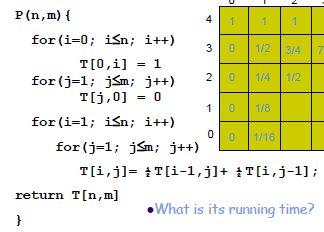 P(n,m){
for(i=0; i≤n; i++)
T[0,i] = 1
for(j=1; j≤m; j++)
T[j,0] = 0
for(i=1; i≤n; i++)
for(j=1; j≤m; j++)
T[i,j]= ½T[i-1,j]+ ½T[i,j-1];
return T[n,m]
}
0 1 2
4 1 1 1
3 0 1/2 3/4 7
2 0 1/4 1/2
1 0 1/8
0 0 1/16
•What is its running time?